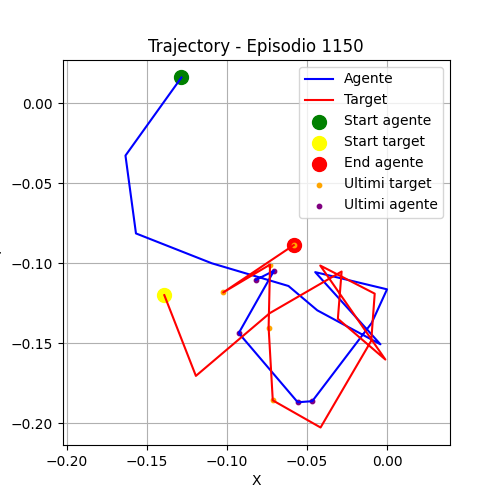 Trajectory - Episodio 1150
Agente
Target
Start agente
Start target
End agente
Ultimi target
Ultimi agente
0.00
−0.05
−0.10
−0.15
−0.20
−0.20
−0.15
−0.10
−0.05
0.00
X